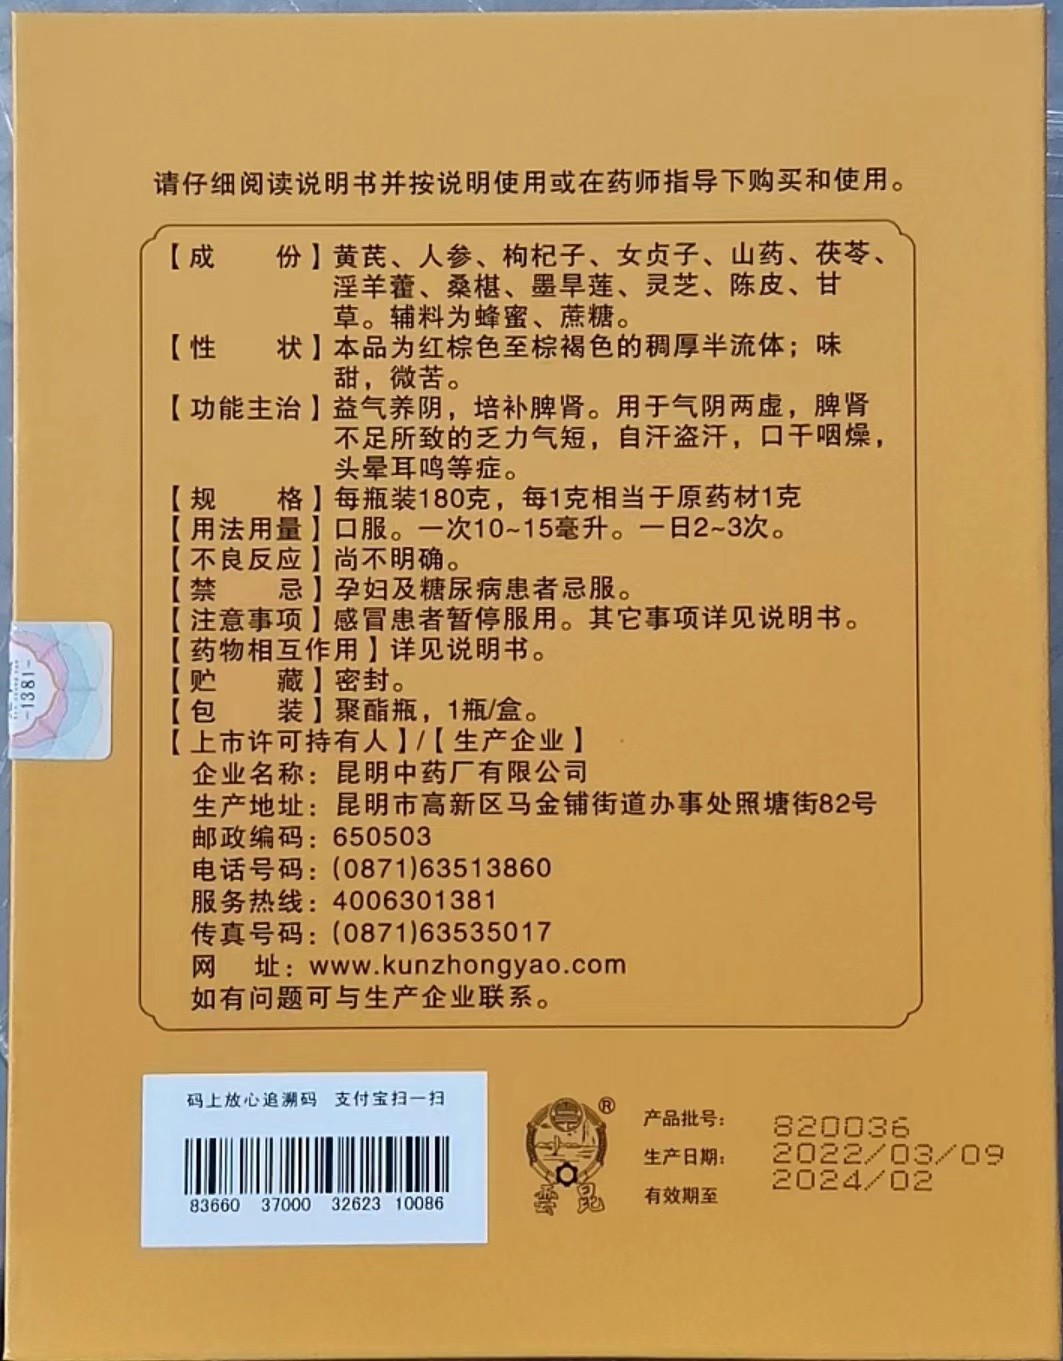 请仔细阅读说明书并按说明使用或在药师指导下购买和使用。
【成 份】黄芪、人参、枸杞子、女贞子、山药、茯苓、
淫羊藿、桑椹、墨旱莲、灵芝、陈皮、甘
草。辅料为蜂蜜、蔗糖。
【性 状】本品为红棕色至棕褐色的稠厚半流体；味
甜，微苦。
【功能主治】益气养阴，培补脾肾。用于气阴两虚，脾肾
不足所致的乏力气短，自汗盗汗，口干咽燥，
头晕耳鸣等症。
【规 格】每瓶装180克，每1克相当于原药材1克
【用法用量】口服。一次10~15毫升。一日2~3次。
【不良反应】尚不明确。
【禁 忌】孕妇及糖尿病患者忌服。
【注意事项】感冒患者暂停服用。其它事项详见说明书。
【药物相互作用】详见说明书。
【贮 藏】密封。
【包 装】聚酯瓶，1瓶/盒。
【上市许可持有人】/【生产企业】
企业名称：昆明中药厂有限公司
生产地址：昆明市高新区马金铺街道办事处照塘街82号
邮政编码：650503
电话号码：(0871)63513860
服务热线：4006301381
传真号码：(0871)63535017
网 址：www.kunzhongyao.com
如有问题可与生产企业联系。
-1381-
码上放心追溯码 支付宝扫一扫
83660 37000 32623 10086
®
雲昆
产品批号：820036
生产日期：2022/03/09
有效期至 2024/02